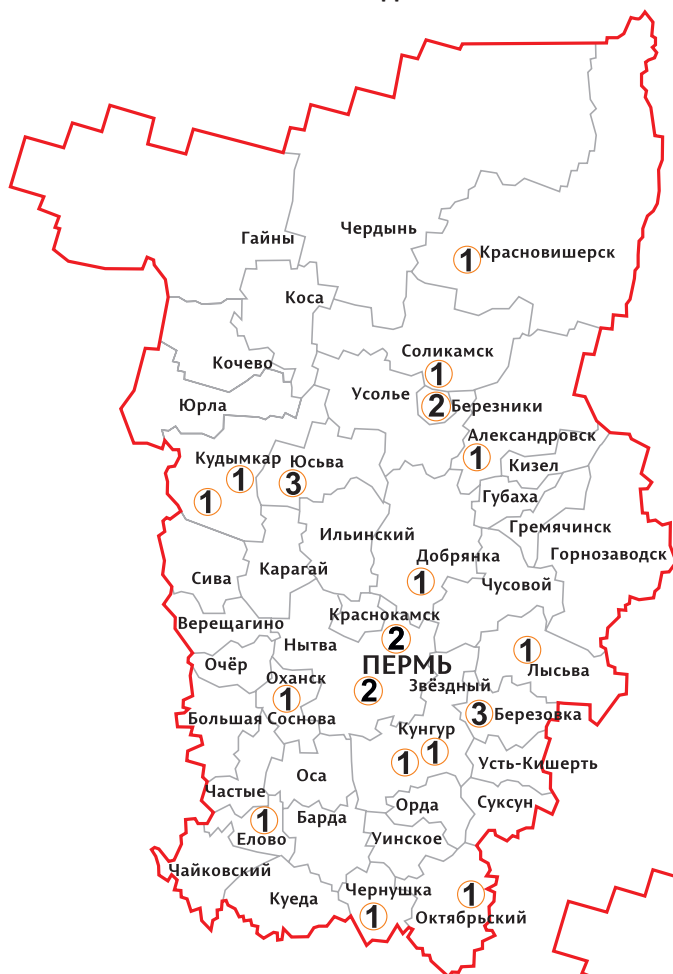 Гайны
Чердынь
Красновишерск
1
Коса
Соликамск
1
Кочево
Усолье
2
Березники
Юрла
Александровск
1
Кизел
Кудымкар
1
1
Юсьва
3
Губаха
Гремячинск
Горнозаводск
Ильинский
Добрянка
1
Чусовой
Карагай
Сива
Краснокамск
2
Верещагино
Нытва
ПЕРМЬ
2
1
Лысьва
Очёр
Оханск
1
Звёздный
3
Березовка
Большая Соснова
Кунгур
1
1
Усть-Кишерть
Оса
Частые
Орда
Суксун
1
Елово
Барда
Уинское
Чайковский
Куеда
Чернушка
1
1
Октябрьский